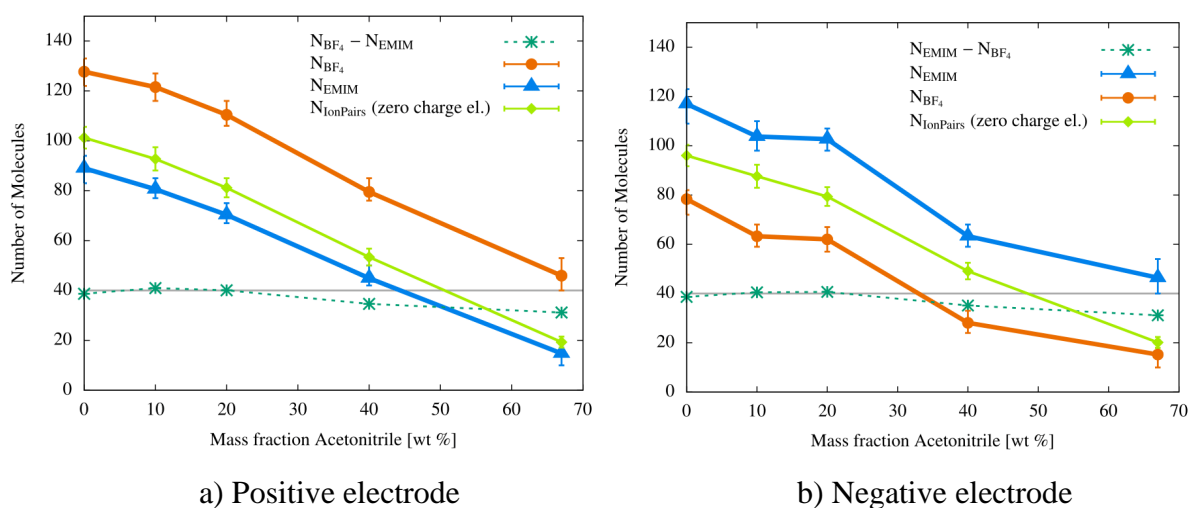 140
120
100
80
60
40
20
0
Number of Molecules
N_BF₄ − N_EMIM
N_BF₄
N_EMIM
N_IonPairs (zero charge el.)
0 10 20 30 40 50 60 70
Mass fraction Acetonitrile [wt %]
a) Positive electrode
140
120
100
80
60
40
20
0
Number of Molecules
N_EMIM − N_BF₄
N_EMIM
N_BF₄
N_IonPairs (zero charge el.)
0 10 20 30 40 50 60 70
Mass fraction Acetonitrile [wt %]
b) Negative electrode